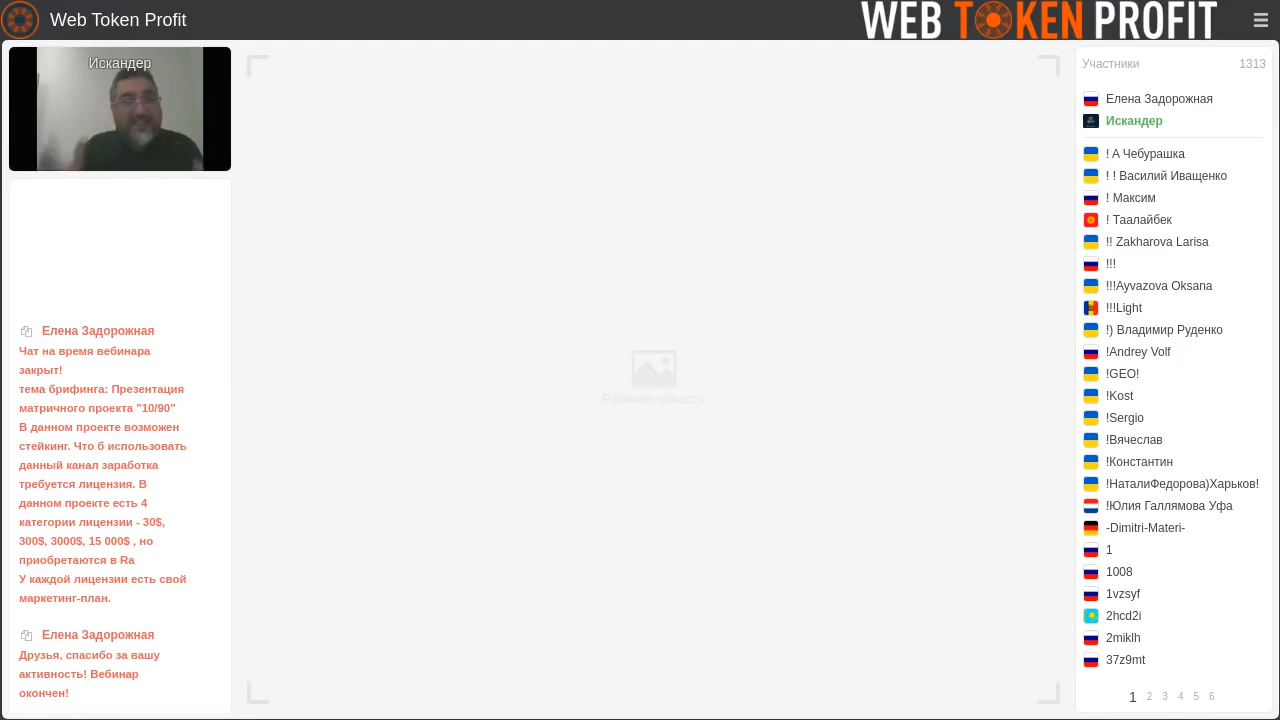 Web Token Profit
WEB TOKEN PROFIT
Искандер
Елена Задорожная
Чат на время вебинара
закрыт!
тема брифинга: Презентация
матричного проекта "10/90"
В данном проекте возможен
стейкинг. Что б использовать
данный канал заработка
требуется лицензия. В
данном проекте есть 4
категории лицензии - 30$,
300$, 3000$, 15 000$ , но
приобретаются в Ra
У каждой лицензии есть свой
маркетинг-план.
Елена Задорожная
Друзья, спасибо за вашу
активность! Вебинар
окончен!
Рабочая область
Участники 1313
Елена Задорожная
Искандер
! А Чебурашка
! ! Василий Иващенко
! Максим
! Таалайбек
!! Zakharova Larisa
!!!
!!!Ayvazova Oksana
!!!Light
!) Владимир Руденко
!Andrey Volf
!GEO!
!Kost
!Sergio
!Вячеслав
!Константин
!НаталиФедорова)Харьков!
!Юлия Галлямова Уфа
-Dimitri-Materi-
1
1008
1vzsyf
2hcd2i
2miklh
37z9mt
1 2 3 4 5 6